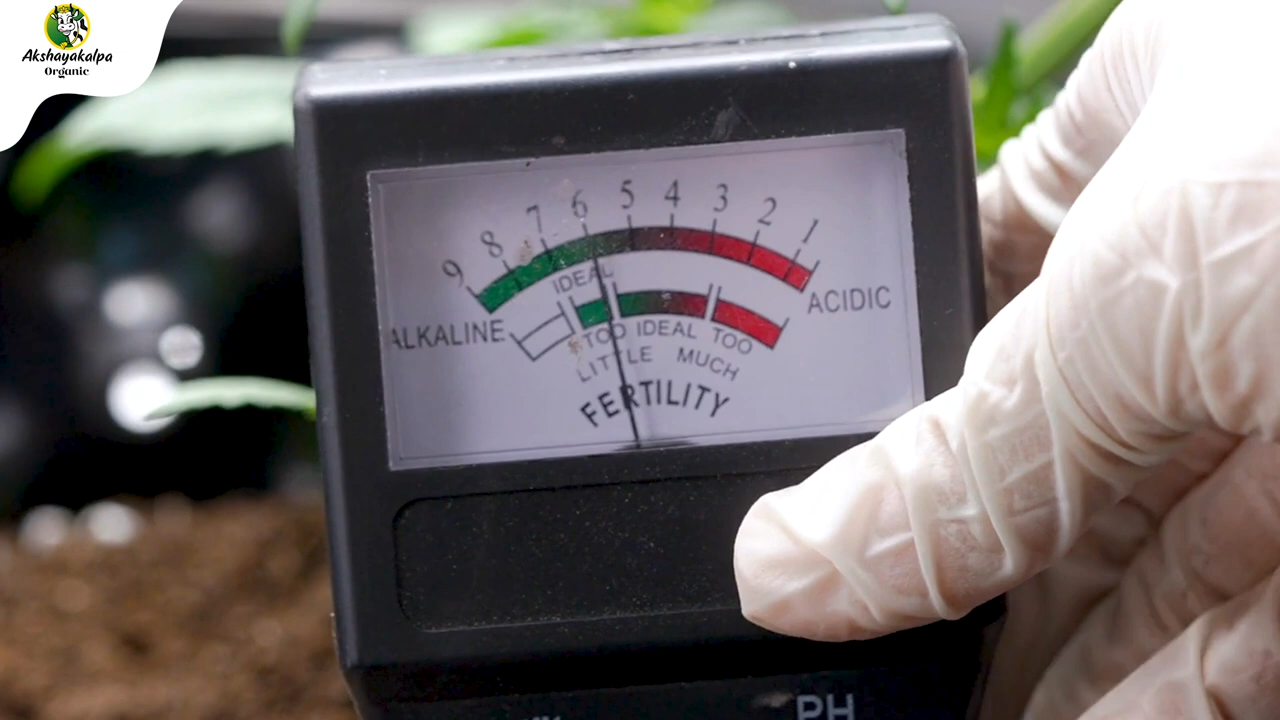 Akshayakalpa
Organic
9 8 7 6 5 4 3 2 1
IDEAL
ALKALINE
ACIDIC
TOO IDEAL TOO
LITTLE MUCH
FERTILITY
PH